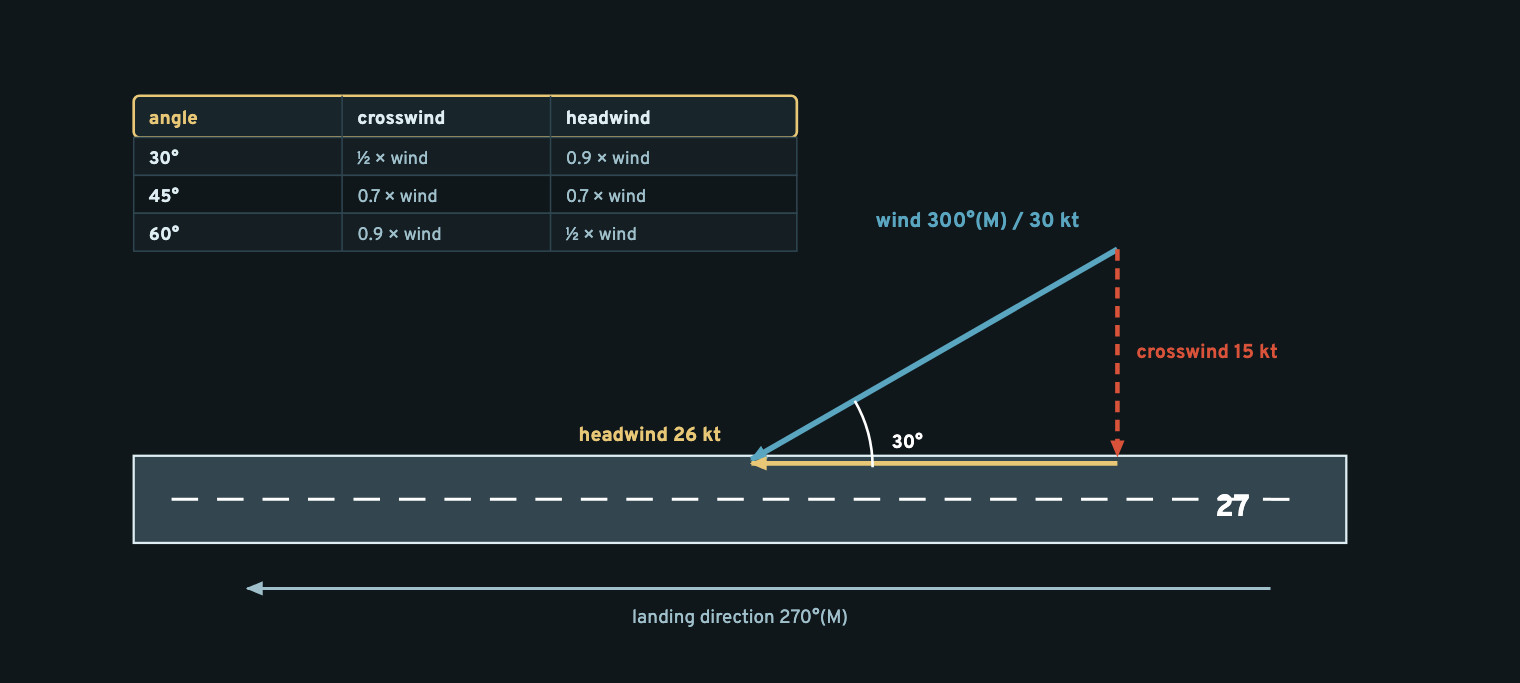 angle crosswind headwind
30° ½ × wind 0.9 × wind
45° 0.7 × wind 0.7 × wind
60° 0.9 × wind ½ × wind
wind 300°(M) / 30 kt
crosswind 15 kt
headwind 26 kt
30°
27
landing direction 270°(M)